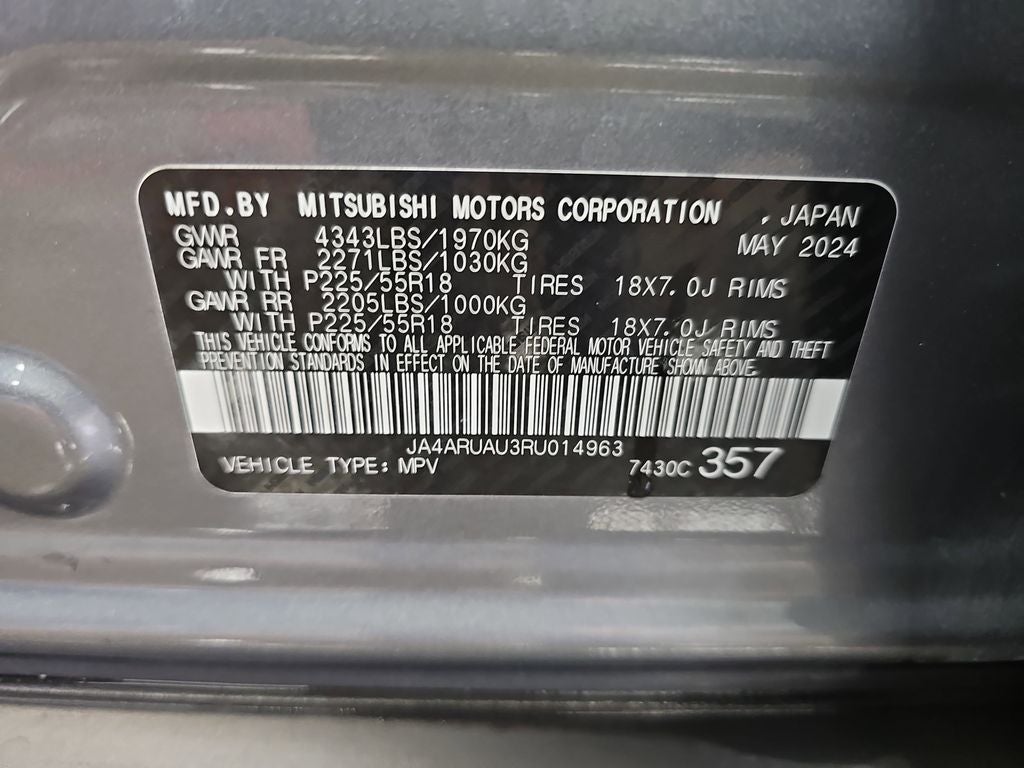 MFD.BY MITSUBISHI MOTORS CORPORATION , JAPAN
GVWR 4343LBS/1970KG MAY 2024
GAWR FR 2271LBS/1030KG
WITH P225/55R18 TIRES 18X7.0J RIMS
GAWR RR 2205LBS/1000KG
WITH P225/55R18 TIRES 18X7.0J RIMS
THIS VEHICLE CONFORMS TO ALL APPLICABLE FEDERAL MOTOR VEHICLE SAFETY AND THEFT
PREVENTION STANDARDS IN EFFECT ON THE DATE OF MANUFACTURE SHOWN ABOVE.
JA4ARUAU3RU014963
VEHICLE TYPE: MPV 7430C 357